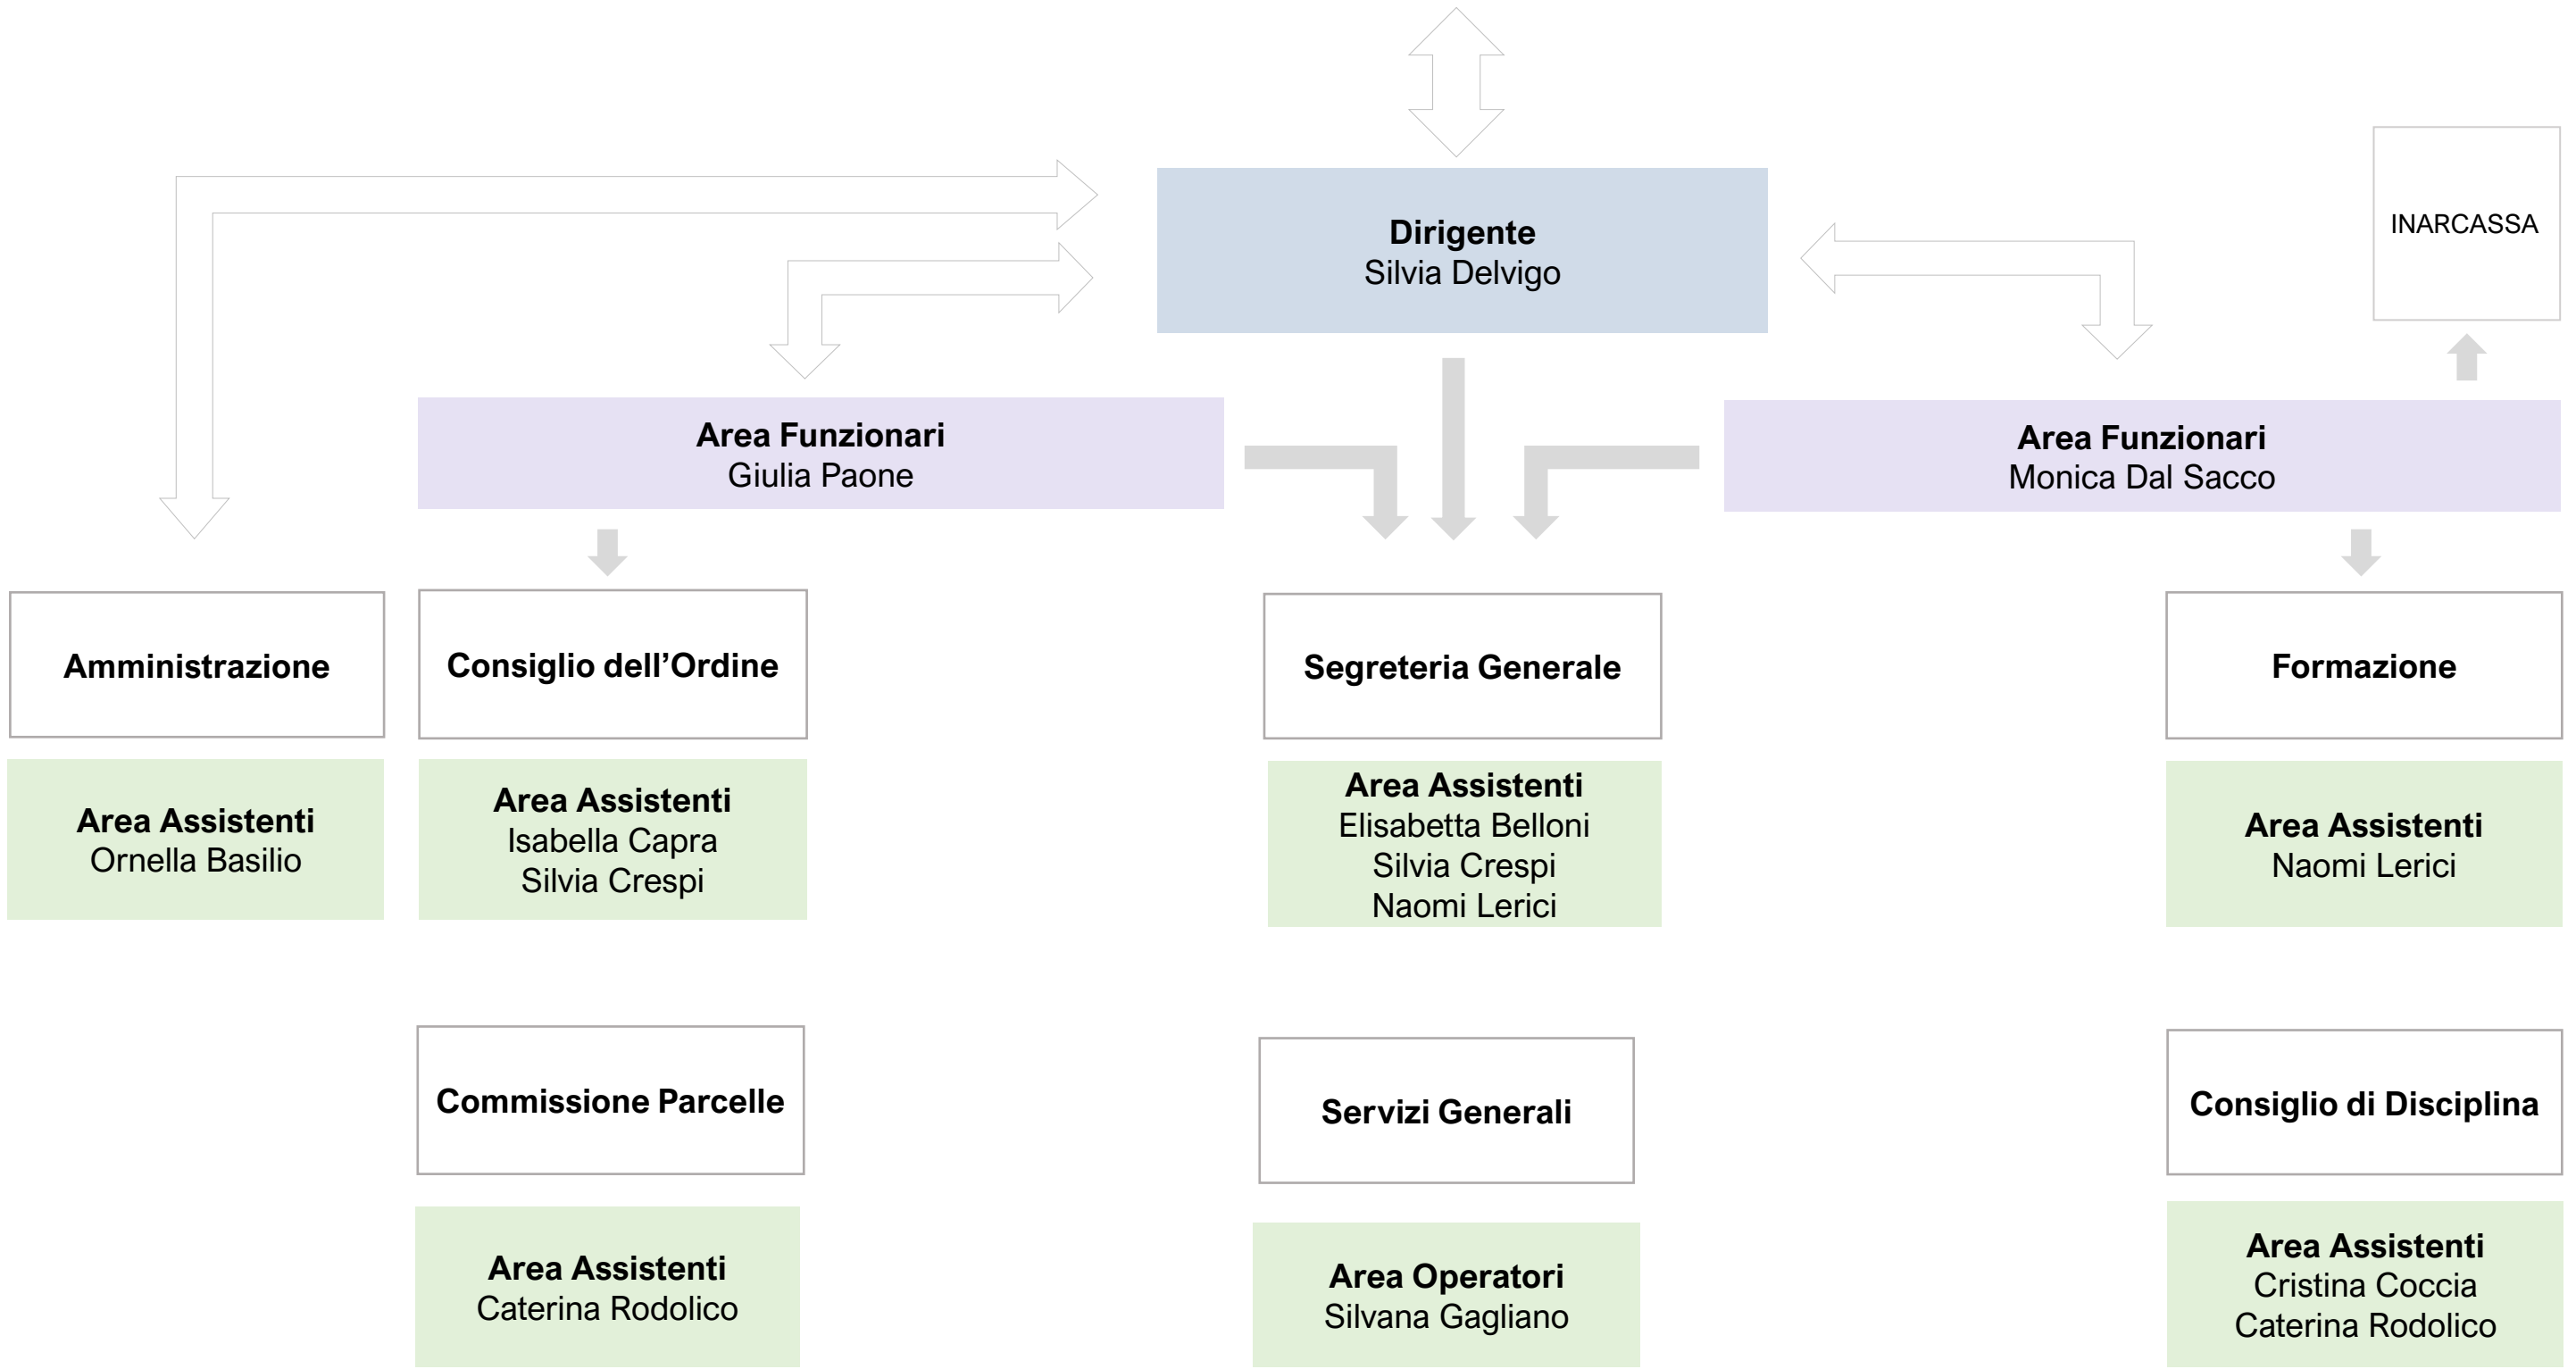 Dirigente
Silvia Delvigo
INARCASSA
Area Funzionari
Giulia Paone
Area Funzionari
Monica Dal Sacco
Amministrazione
Consiglio dell’Ordine
Segreteria Generale
Formazione
Area Assistenti
Ornella Basilio
Area Assistenti
Isabella Capra
Silvia Crespi
Area Assistenti
Elisabetta Belloni
Silvia Crespi
Naomi Lerici
Area Assistenti
Naomi Lerici
Commissione Parcelle
Servizi Generali
Consiglio di Disciplina
Area Assistenti
Caterina Rodolico
Area Operatori
Silvana Gagliano
Area Assistenti
Cristina Coccia
Caterina Rodolico